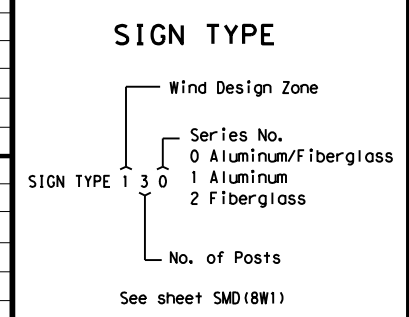 SIGN TYPE
Wind Design Zone
Series No.
0 Aluminum/Fiberglass
1 Aluminum
2 Fiberglass
SIGN TYPE 1 3 0
No. of Posts
See sheet SMD(8W1)